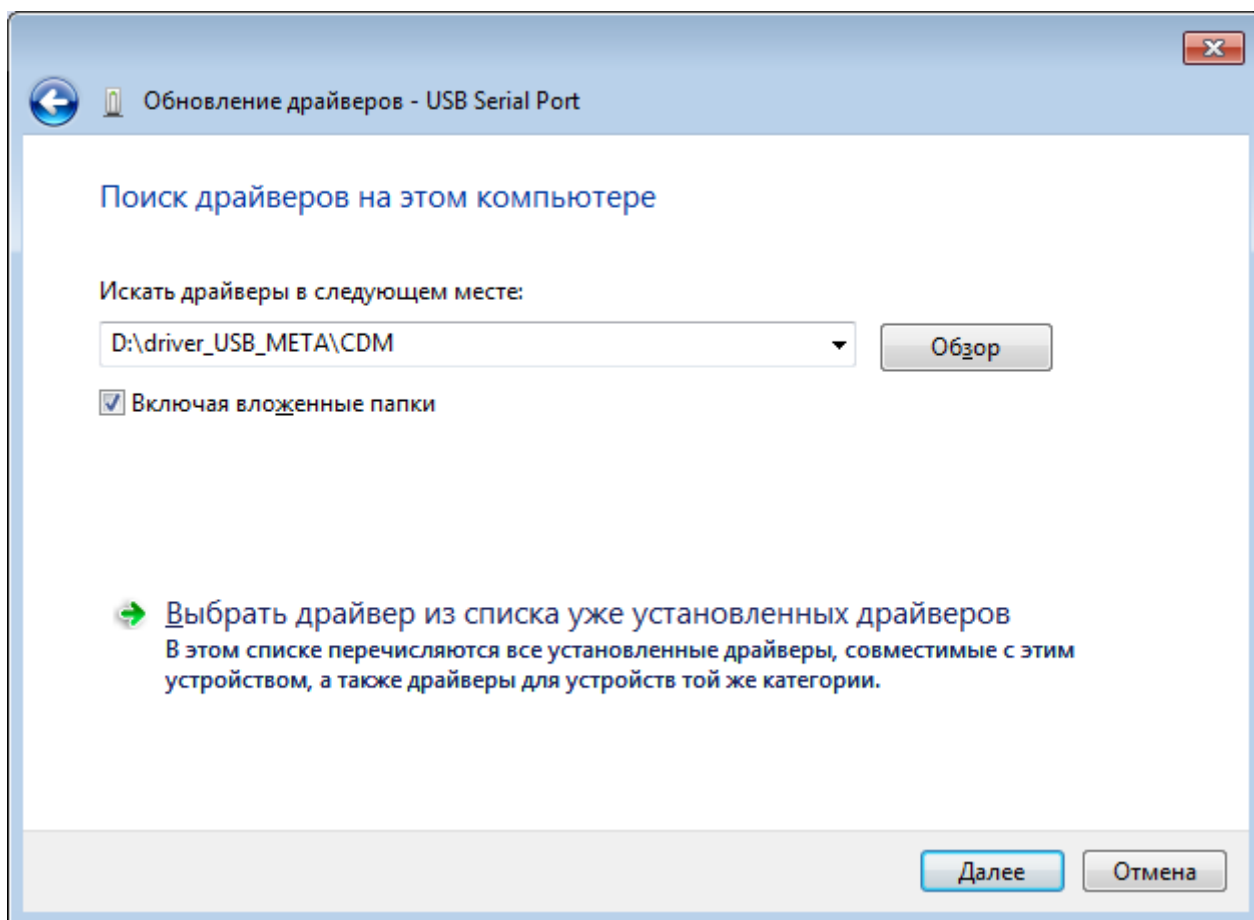 Обновление драйверов - USB Serial Port
Поиск драйверов на этом компьютере
Искать драйверы в следующем месте:
D:\driver_USB_META\CDM
Обзор
Включая вложенные папки
Выбрать драйвер из списка уже установленных драйверов
В этом списке перечисляются все установленные драйверы, совместимые с этим
устройством, а также драйверы для устройств той же категории.
Далее
Отмена